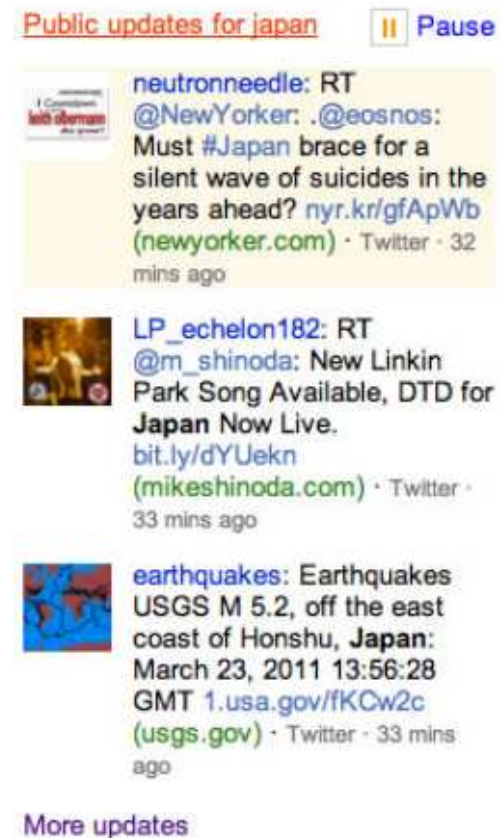 Public updates for japan
Pause
neutronneedle: RT
@NewYorker: .@eosnos:
Must #Japan brace for a
silent wave of suicides in the
years ahead? nyr.kr/gfApWb
(newyorker.com) · Twitter · 32
mins ago
LP_echelon182: RT
@m_shinoda: New Linkin
Park Song Available, DTD for
Japan Now Live.
bit.ly/dYUekn
(mikeshinoda.com) · Twitter ·
33 mins ago
earthquakes: Earthquakes
USGS M 5.2, off the east
coast of Honshu, Japan:
March 23, 2011 13:56:28
GMT 1.usa.gov/fKCw2c
(usgs.gov) · Twitter · 33 mins
ago
More updates